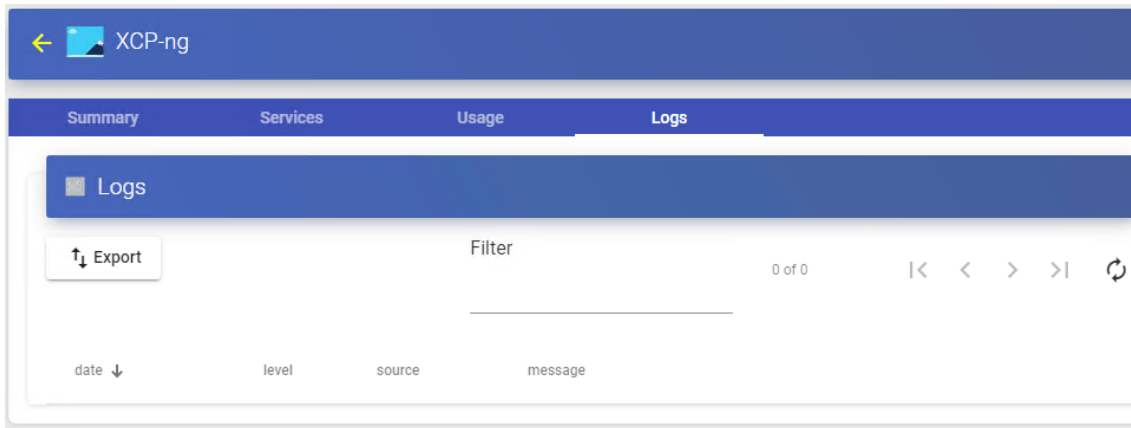 XCP-ng
Summary Services Usage Logs
Logs
Export
Filter
0 of 0
date level source message